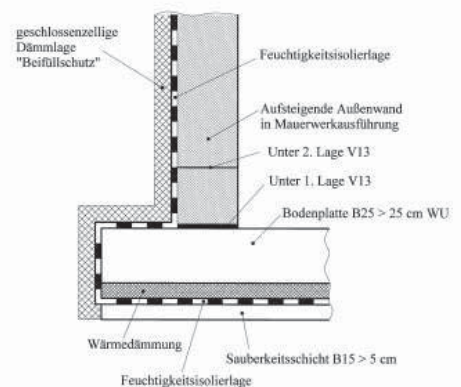 geschlossenzellige
Dämmlage
"Beifüllschutz"
Feuchtigkeitsisolierlage
Aufsteigende Außenwand
in Mauerwerkausführung
Unter 2. Lage V13
Unter 1. Lage V13
Bodenplatte B25 > 25 cm WU
Wärmedämmung
Sauberkeitsschicht B15 > 5 cm
Feuchtigkeitsisolierlage